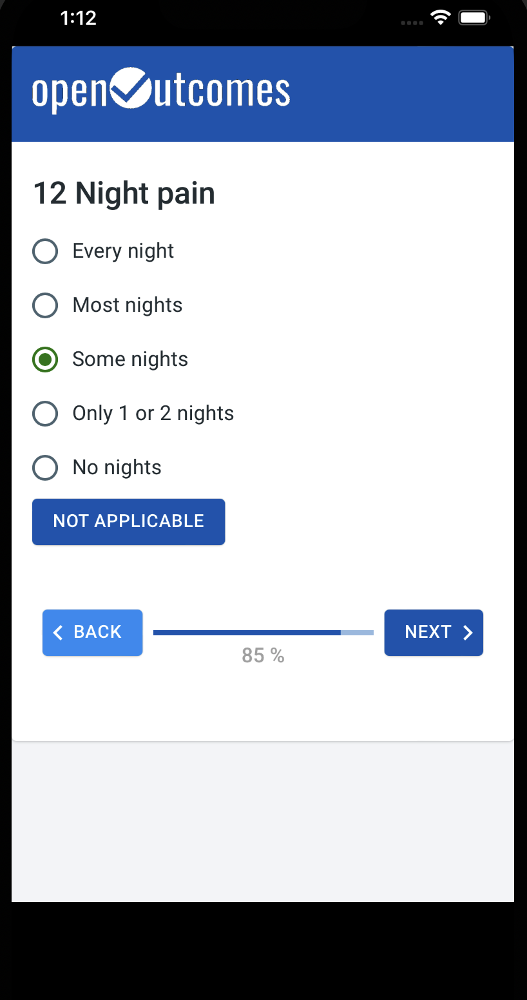 1:12
openOutcomes
12 Night pain
Every night
Most nights
Some nights
Only 1 or 2 nights
No nights
NOT APPLICABLE
BACK
NEXT
85 %